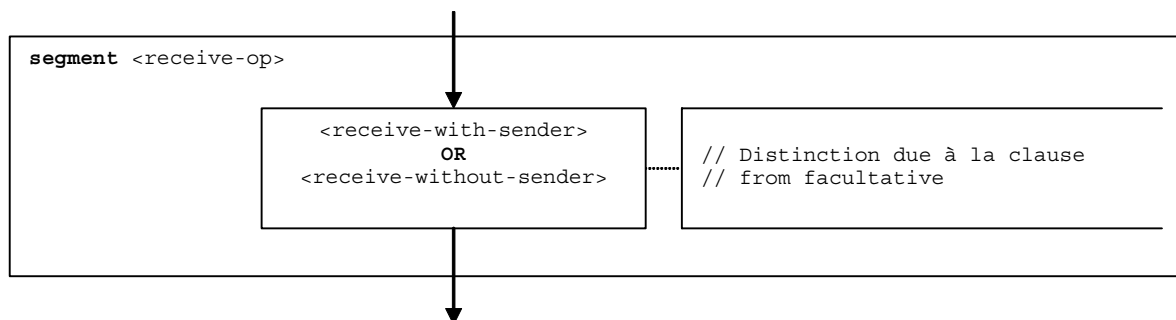 segment <receive-op>
<receive-with-sender>
OR
<receive-without-sender>
// Distinction due à la clause
// from facultative